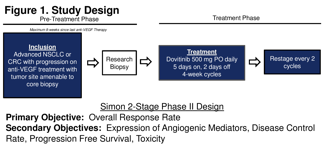 Figure 1. Study Design
Pre-Treatment Phase
Treatment Phase
Maximum 8 weeks since last anti-VEGF Therapy
Inclusion
Advanced NSCLC or
CRC with progression on
anti-VEGF treatment with
tumor site amenable to
core biopsy
Research
Biopsy
Treatment
Dovitinib 500 mg PO daily
5 days on, 2 days off
4-week cycles
Restage every 2
cycles
Simon 2-Stage Phase II Design
Primary Objective: Overall Response Rate
Secondary Objectives: Expression of Angiogenic Mediators, Disease Control
Rate, Progression Free Survival, Toxicity